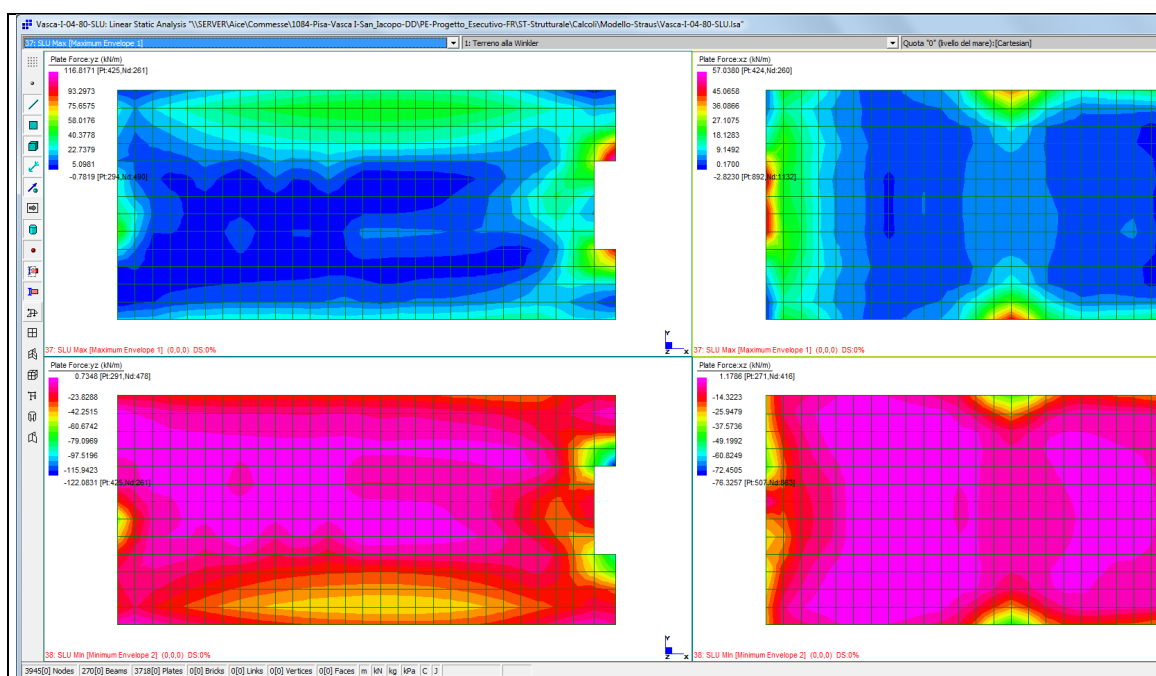 Vasca-I-04-80-SLU: Linear Static Analysis "\\SERVER\Aice\Commesse\1084-Pisa-Vasca I-San_Iacopo-DD\PE-Progetto_Esecutivo-FR\ST-Strutturale\Calcoli\Modello-Straus\Vasca-I-04-80-SLU.lsa"
37: SLU Max [Maximum Envelope 1] 1: Terreno alla Winkler Quota "0" (livello del mare):[Cartesian]
Plate Force:yz (kN/m)
116.8171 [Pt:425,Nd:261]
93.2973
75.6575
58.0176
40.3778
22.7379
5.0981
-0.7819 [Pt:294,Nd:490]
37: SLU Max [Maximum Envelope 1] (0,0,0) DS:0%
Y
Z X
Plate Force:xz (kN/m)
57.0380 [Pt:424,Nd:260]
45.0658
36.0866
27.1075
18.1283
9.1492
0.1700
-2.8230 [Pt:892,Nd:1132]
37: SLU Max [Maximum Envelope 1] (0,0,0) DS:0%
Plate Force:yz (kN/m)
0.7348 [Pt:291,Nd:478]
-23.8288
-42.2515
-60.6742
-79.0969
-97.5196
-115.9423
-122.0831 [Pt:425,Nd:261]
38: SLU MIn [Minimum Envelope 2] (0,0,0) DS:0%
Y
Z X
Plate Force:xz (kN/m)
1.1786 [Pt:271,Nd:416]
-14.3223
-25.9479
-37.5736
-49.1992
-60.8249
-72.4505
-76.3257 [Pt:507,Nd:863]
38: SLU MIn [Minimum Envelope 2] (0,0,0) DS:0%
3945[0] Nodes 270[0] Beams 3718[0] Plates 0[0] Bricks 0[0] Links 0[0] Vertices 0[0] Faces m kN kg kPa C J